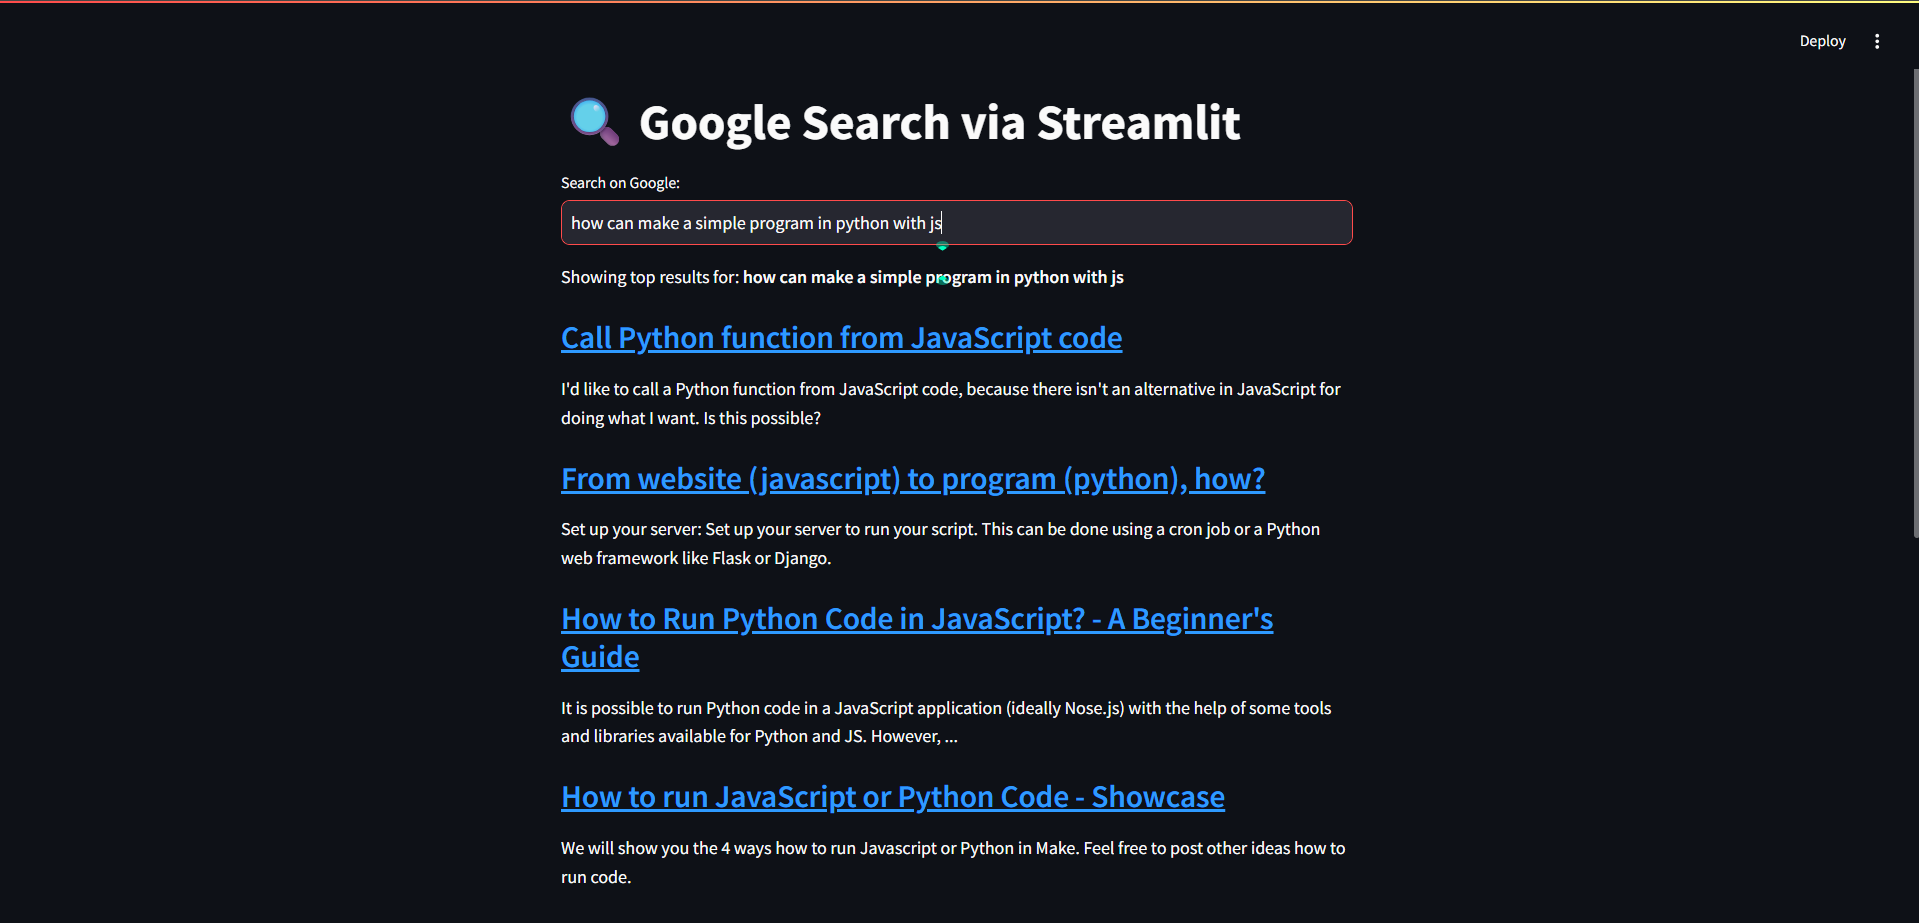 Deploy
Google Search via Streamlit
Search on Google:
how can make a simple program in python with js
Showing top results for: how can make a simple program in python with js
Call Python function from JavaScript code
I'd like to call a Python function from JavaScript code, because there isn't an alternative in JavaScript for
doing what I want. Is this possible?
From website (javascript) to program (python), how?
Set up your server: Set up your server to run your script. This can be done using a cron job or a Python
web framework like Flask or Django.
How to Run Python Code in JavaScript? - A Beginner's
Guide
It is possible to run Python code in a JavaScript application (ideally Nose.js) with the help of some tools
and libraries available for Python and JS. However, ...
How to run JavaScript or Python Code - Showcase
We will show you the 4 ways how to run Javascript or Python in Make. Feel free to post other ideas how to
run code.